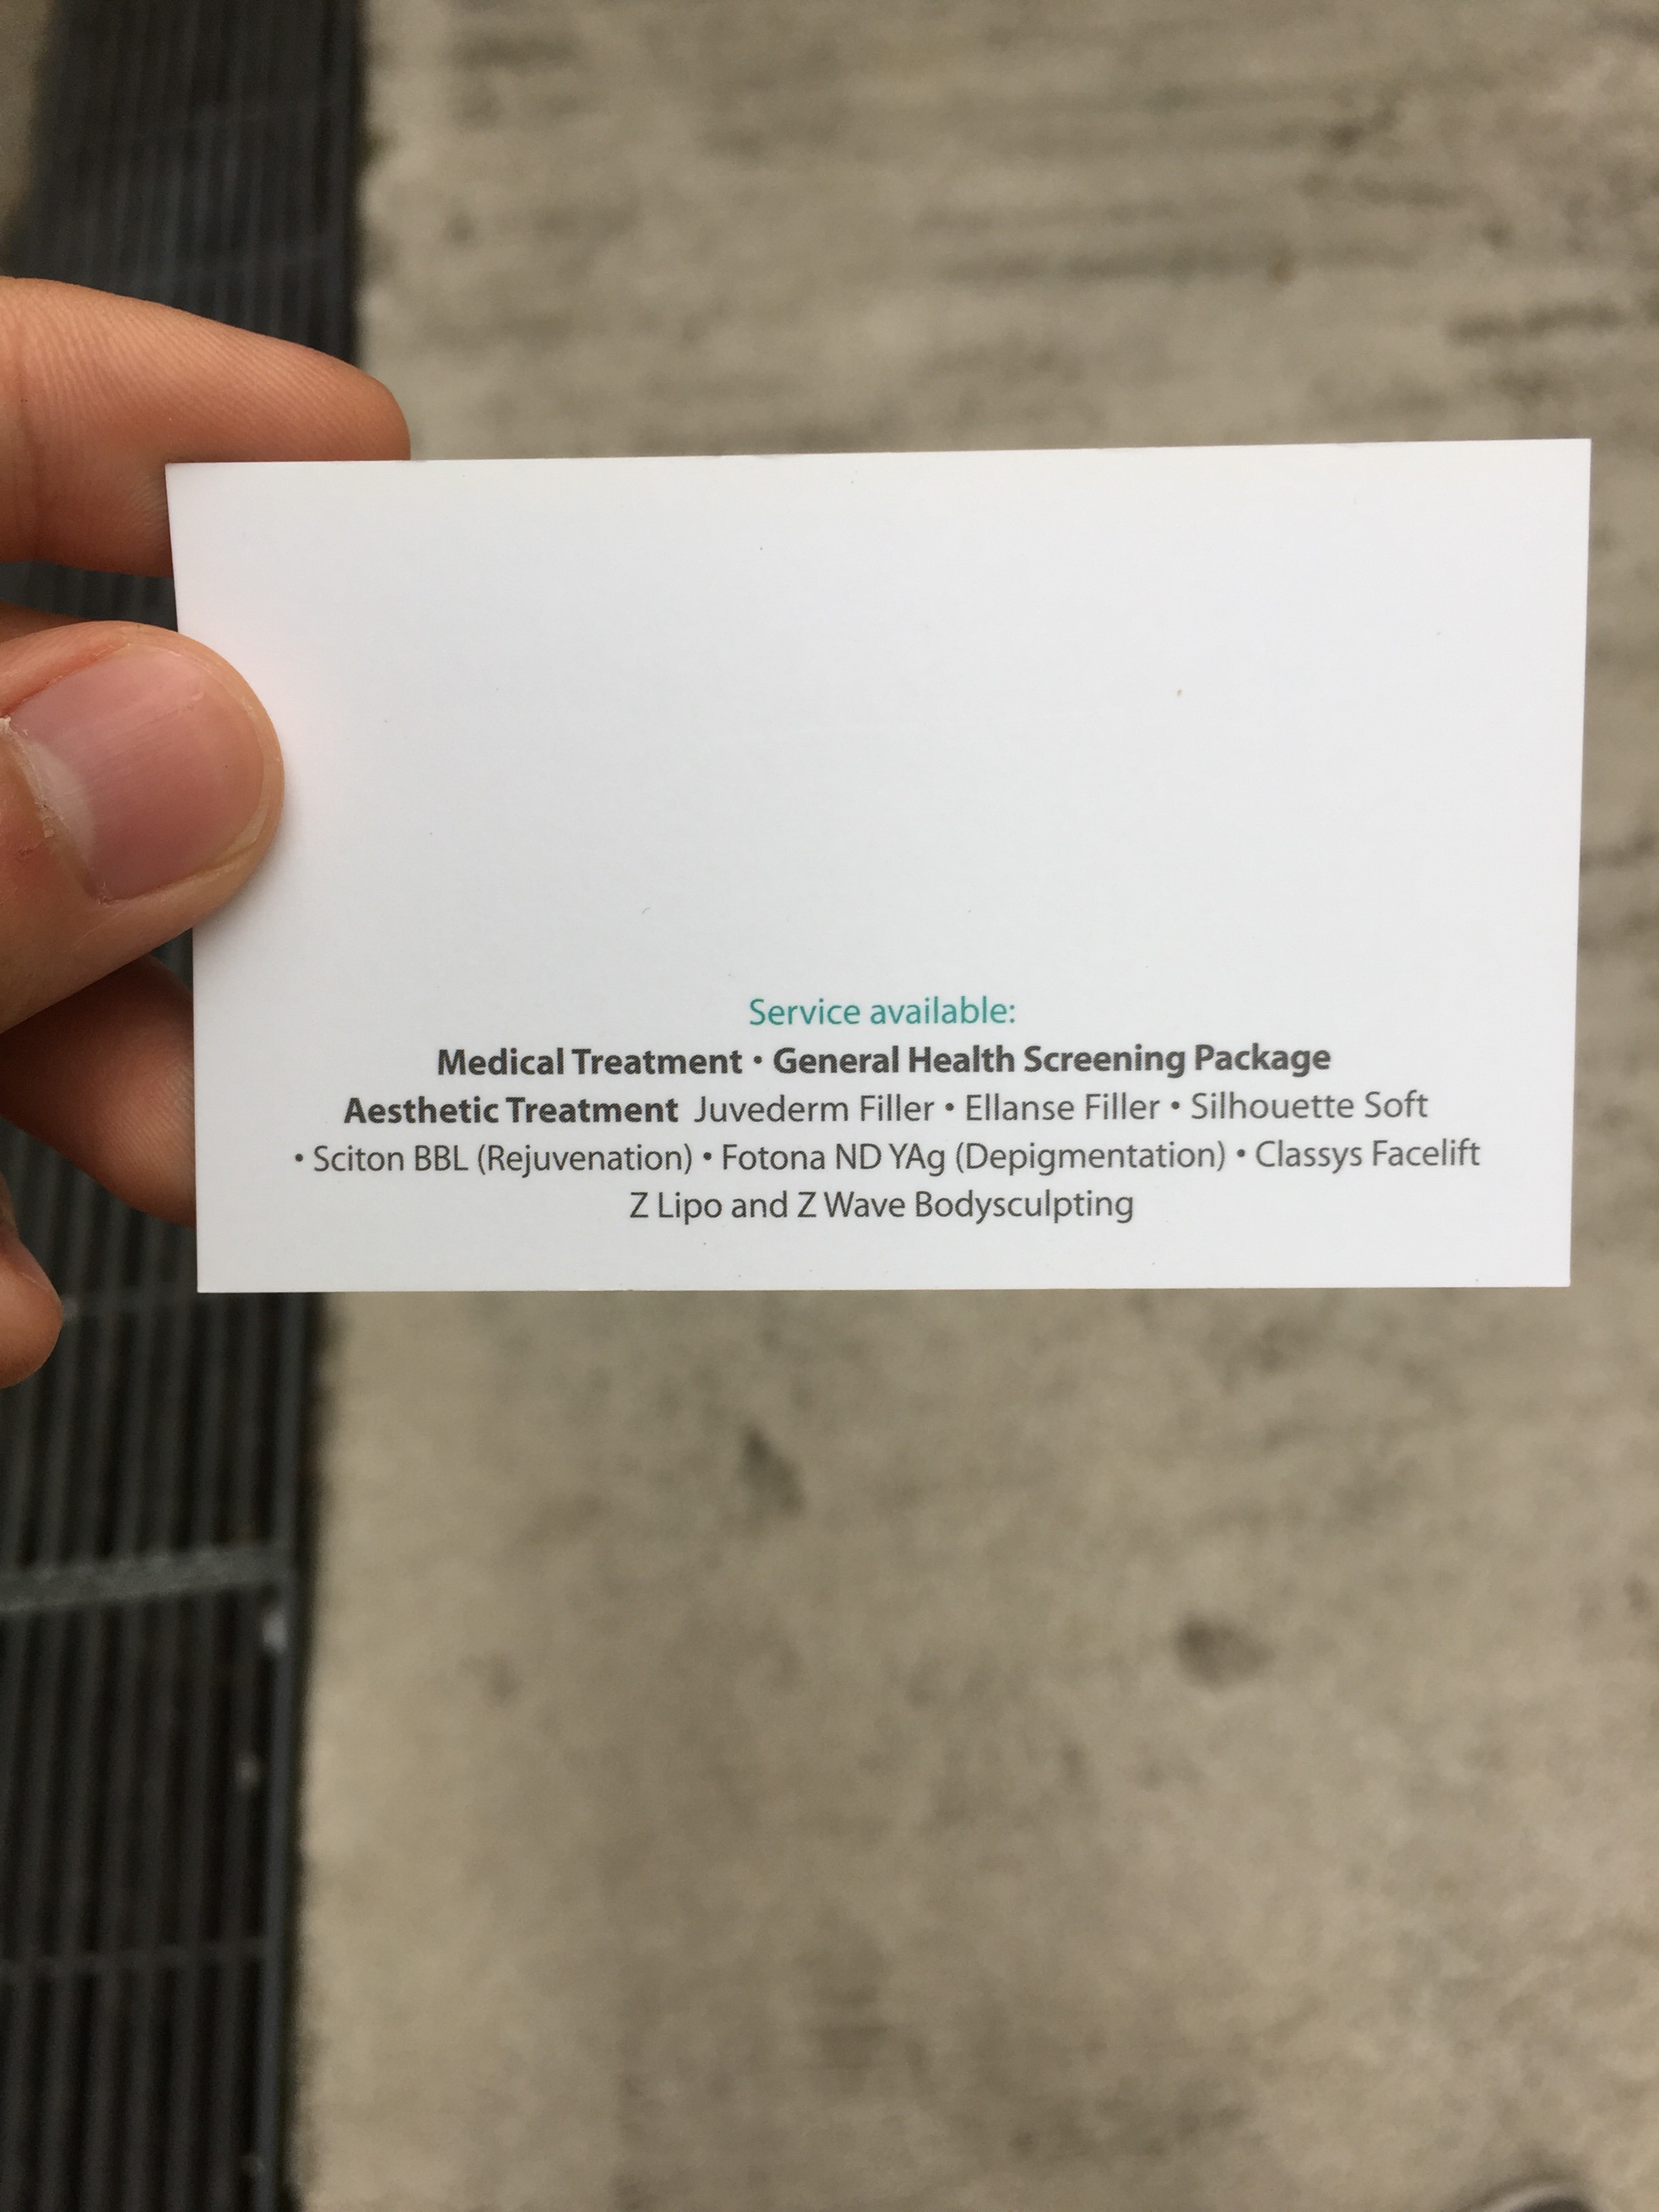 Service available:
Medical Treatment • General Health Screening Package
Aesthetic Treatment Juvederm Filler • Ellanse Filler • Silhouette Soft
• Sciton BBL (Rejuvenation) • Fotona ND YAg (Depigmentation) • Classys Facelift
Z Lipo and Z Wave Bodysculpting